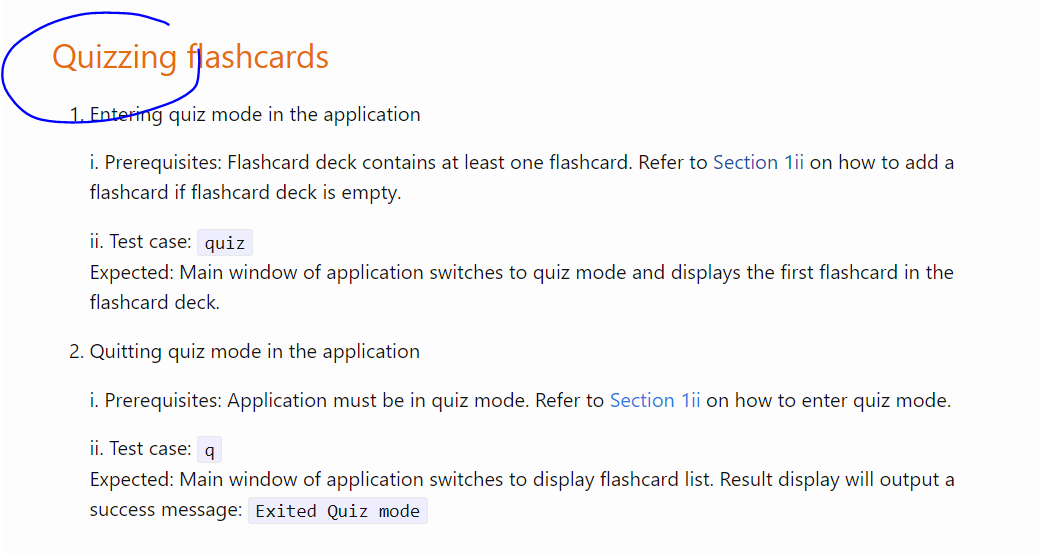 Quizzing flashcards
1. Entering quiz mode in the application
i. Prerequisites: Flashcard deck contains at least one flashcard. Refer to Section 1ii on how to add a
flashcard if flashcard deck is empty.
ii. Test case: quiz
Expected: Main window of application switches to quiz mode and displays the first flashcard in the
flashcard deck.
2. Quitting quiz mode in the application
i. Prerequisites: Application must be in quiz mode. Refer to Section 1ii on how to enter quiz mode.
ii. Test case: q
Expected: Main window of application switches to display flashcard list. Result display will output a
success message: Exited Quiz mode